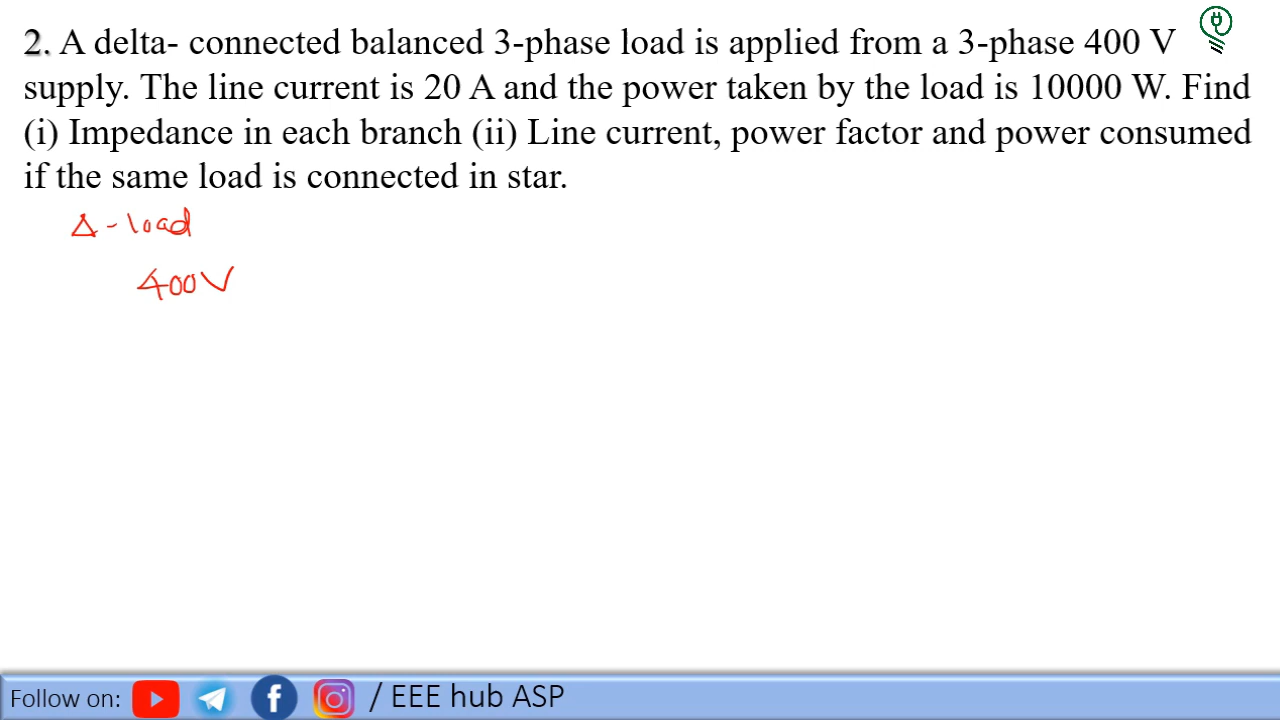 2. A delta- connected balanced 3-phase load is applied from a 3-phase 400 V
supply. The line current is 20 A and the power taken by the load is 10000 W. Find
(i) Impedance in each branch (ii) Line current, power factor and power consumed
if the same load is connected in star.
Δ - load
400V
Follow on: / EEE hub ASP